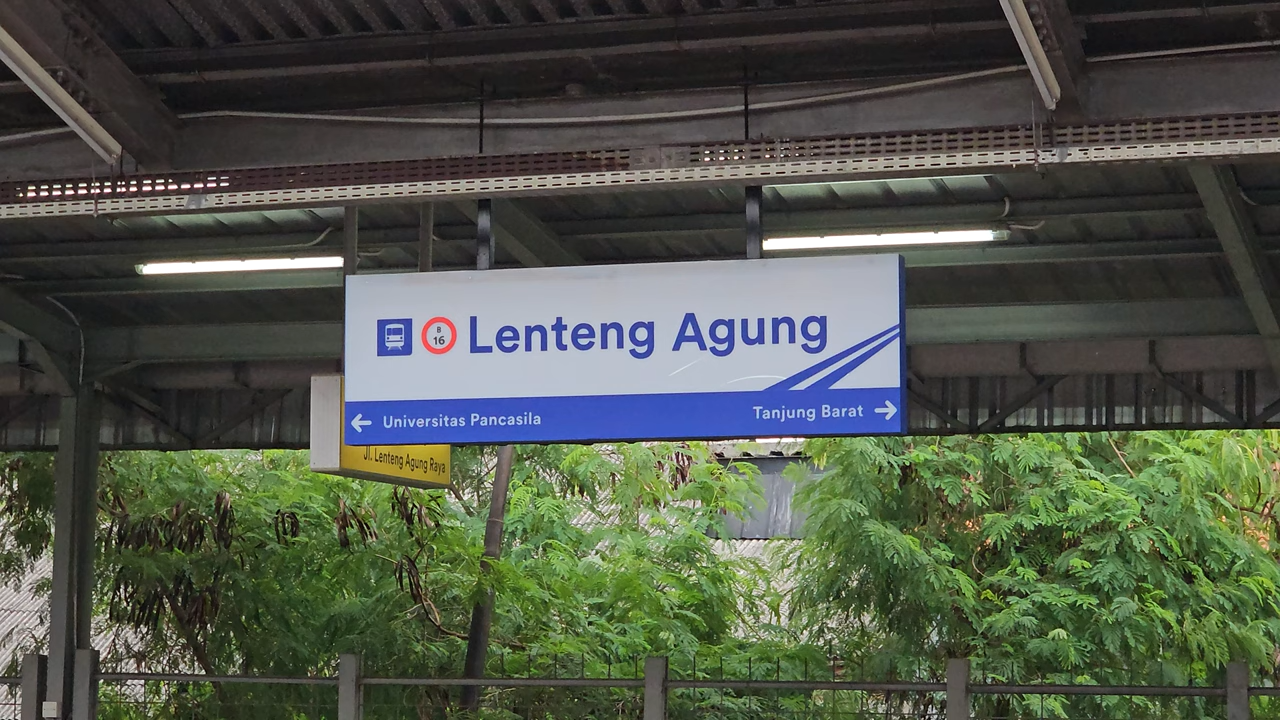 B
16
Lenteng Agung
← Universitas Pancasila
Tanjung Barat →
Jl. Lenteng Agung Raya